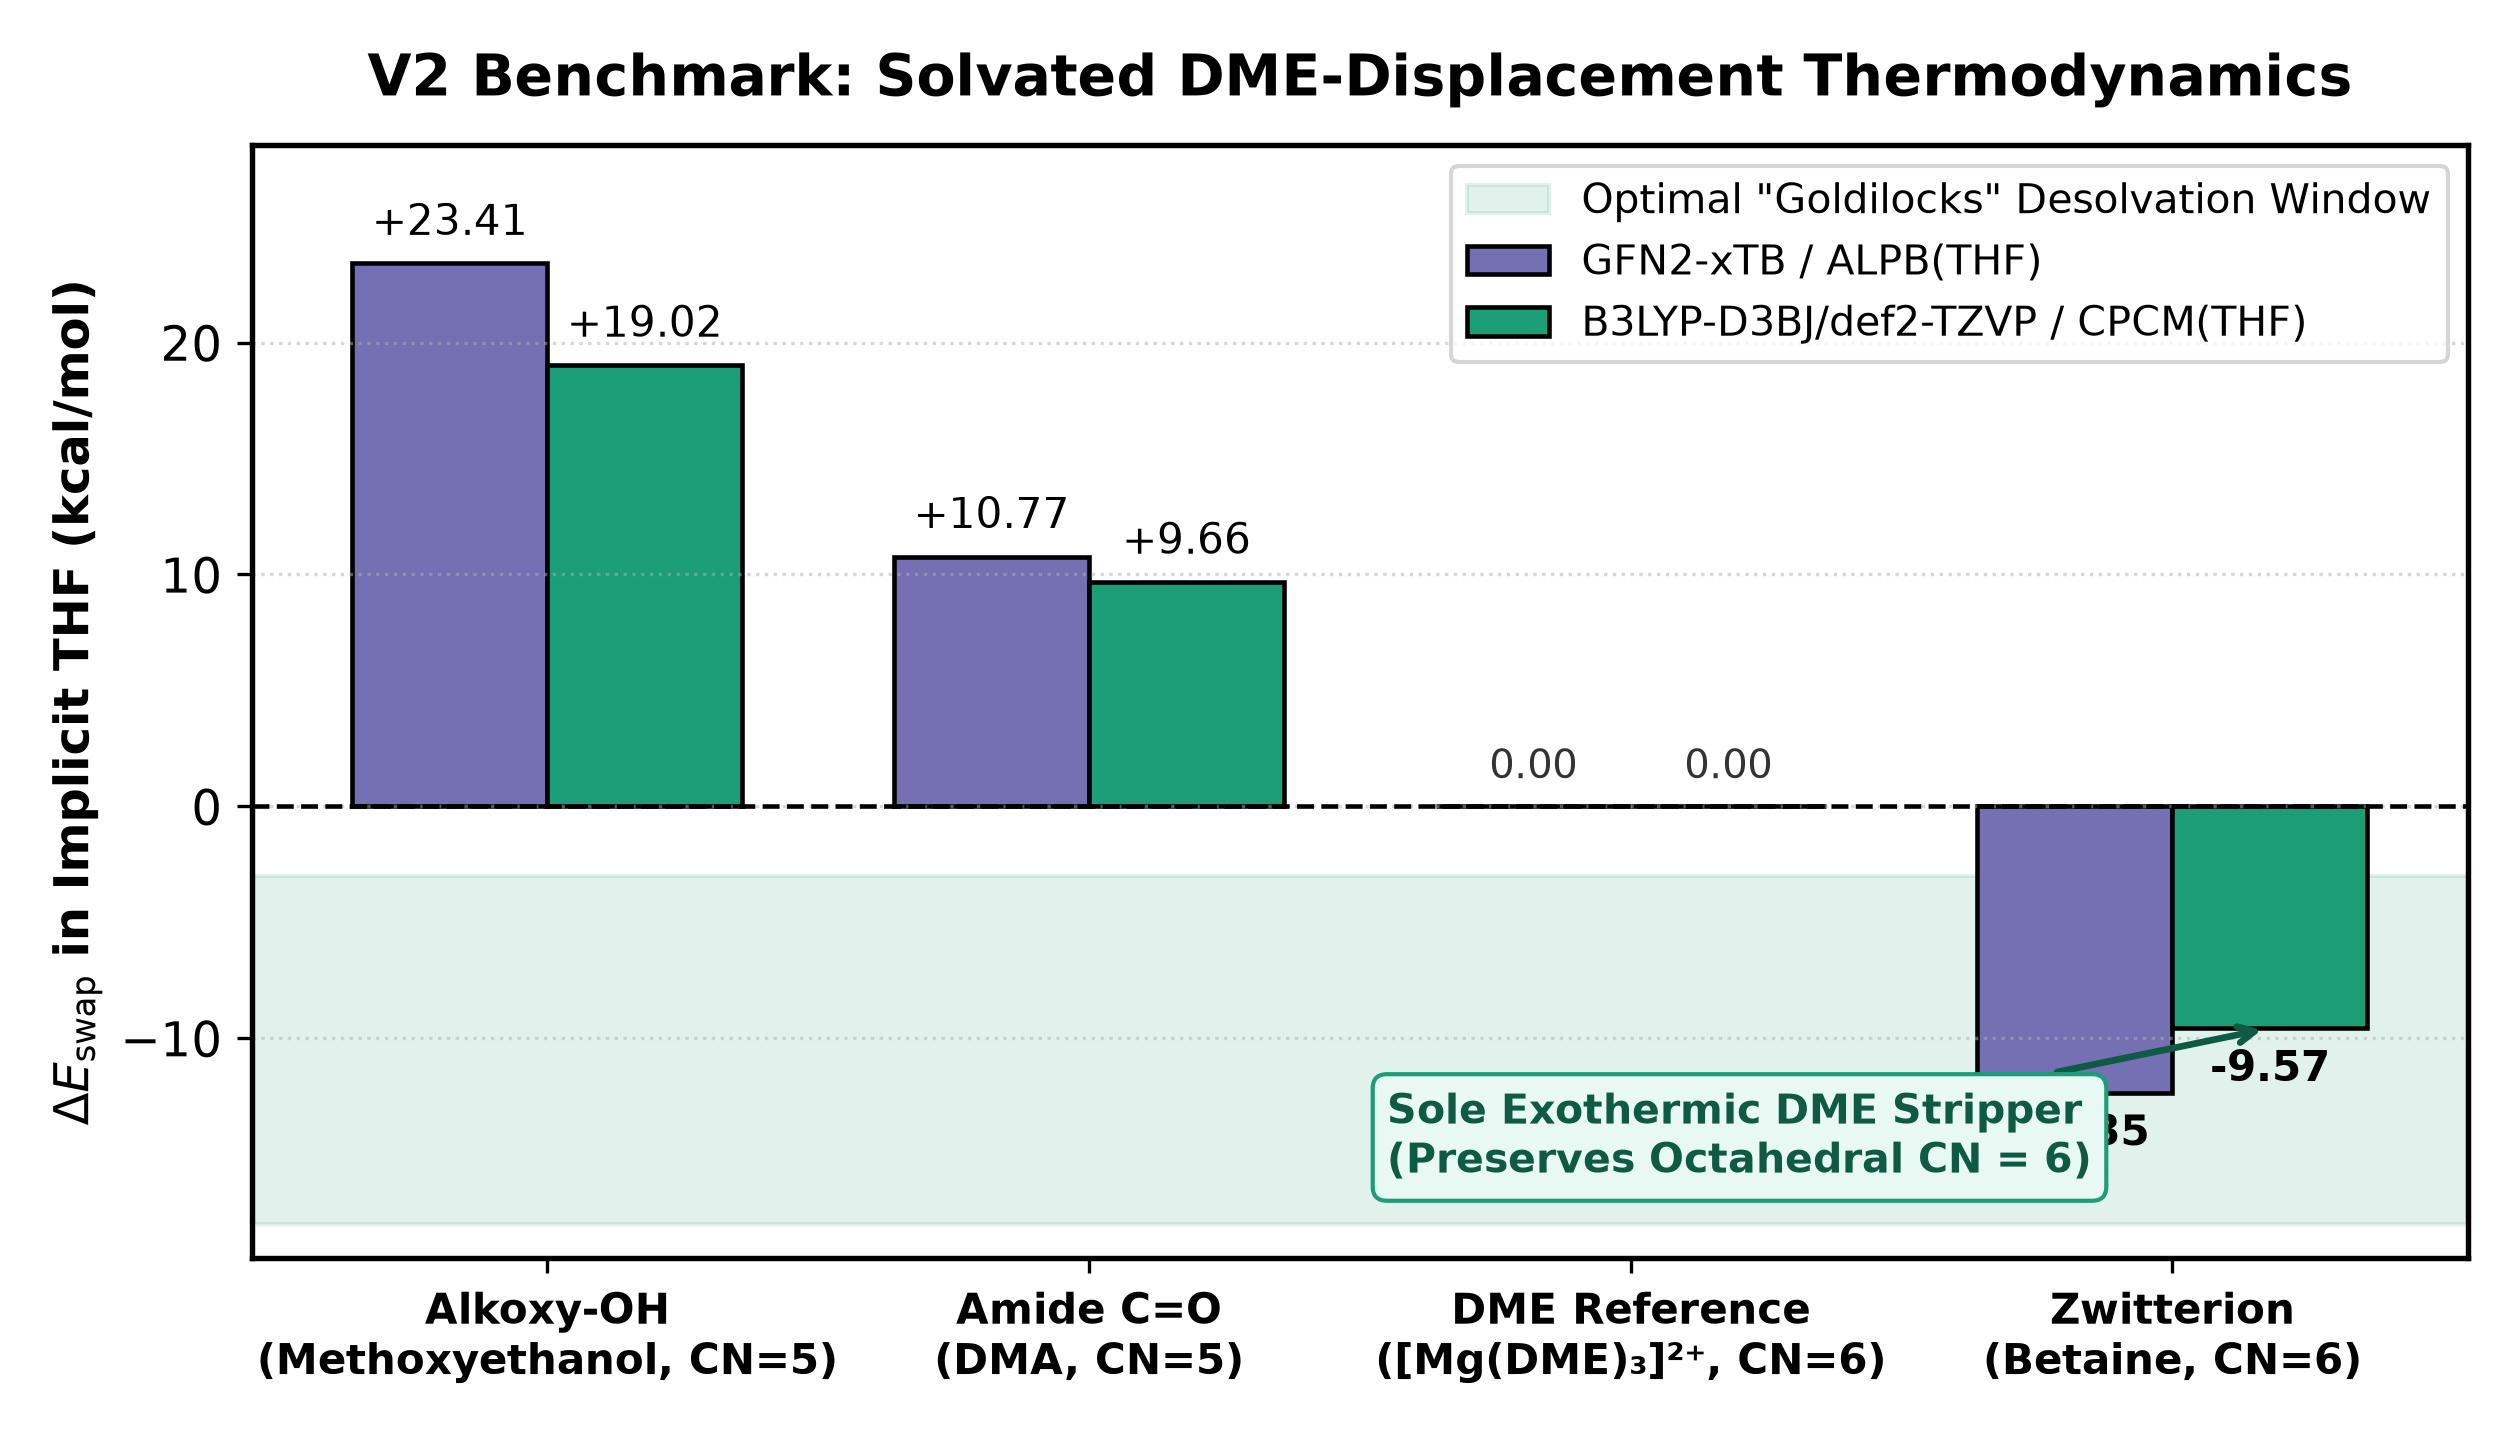 V2 Benchmark: Solvated DME-Displacement Thermodynamics
ΔE_swap in Implicit THF (kcal/mol)
20
10
0
−10
Optimal "Goldilocks" Desolvation Window
GFN2-xTB / ALPB(THF)
B3LYP-D3BJ/def2-TZVP / CPCM(THF)
+23.41
+19.02
+10.77
+9.66
0.00
0.00
-9.57
Sole Exothermic DME Stripper
(Preserves Octahedral CN = 6)
Alkoxy-OH
(Methoxyethanol, CN=5)
Amide C=O
(DMA, CN=5)
DME Reference
([Mg(DME)₃]²⁺, CN=6)
Zwitterion
(Betaine, CN=6)